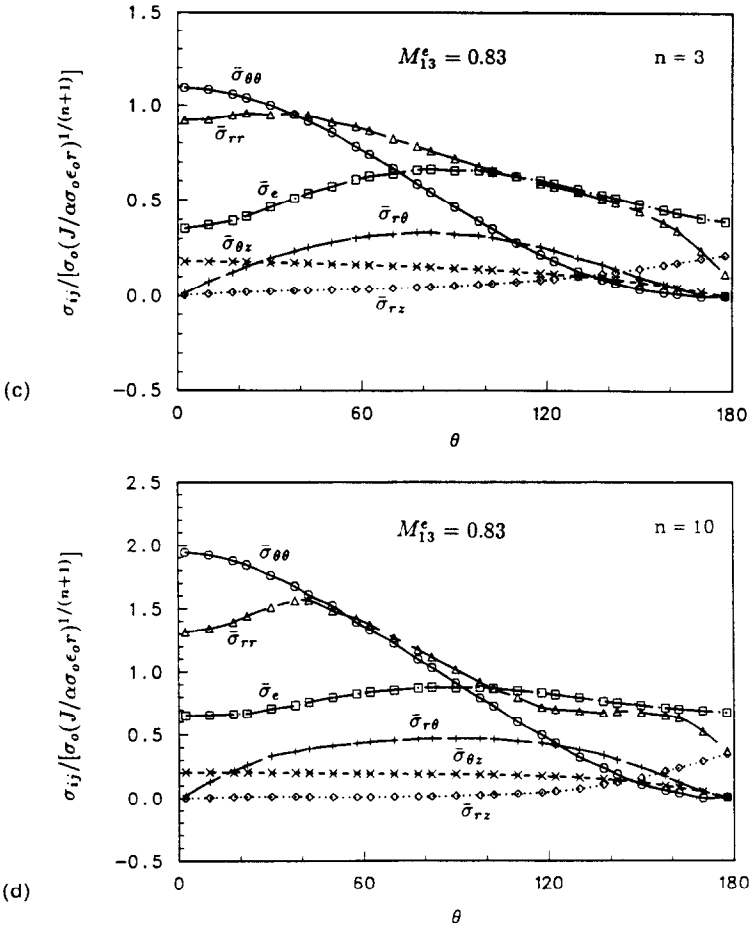 1.5
1.0
0.5
0.0
−0.5
σ_ij/[σ_o(J/ασ_oϵ_o r)^{1/(n+1)}]
M^e_13 = 0.83
n = 3
σ̄_θθ
σ̄_rr
σ̄_e
σ̄_rθ
σ̄_θz
σ̄_rz
0
60
120
180
θ
(c)
2.5
2.0
1.5
1.0
0.5
0.0
−0.5
σ_ij/[σ_o(J/ασ_oϵ_o r)^{1/(n+1)}]
M^e_13 = 0.83
n = 10
σ̄_θθ
σ̄_rr
σ̄_e
σ̄_rθ
σ̄_θz
σ̄_rz
0
60
120
180
θ
(d)